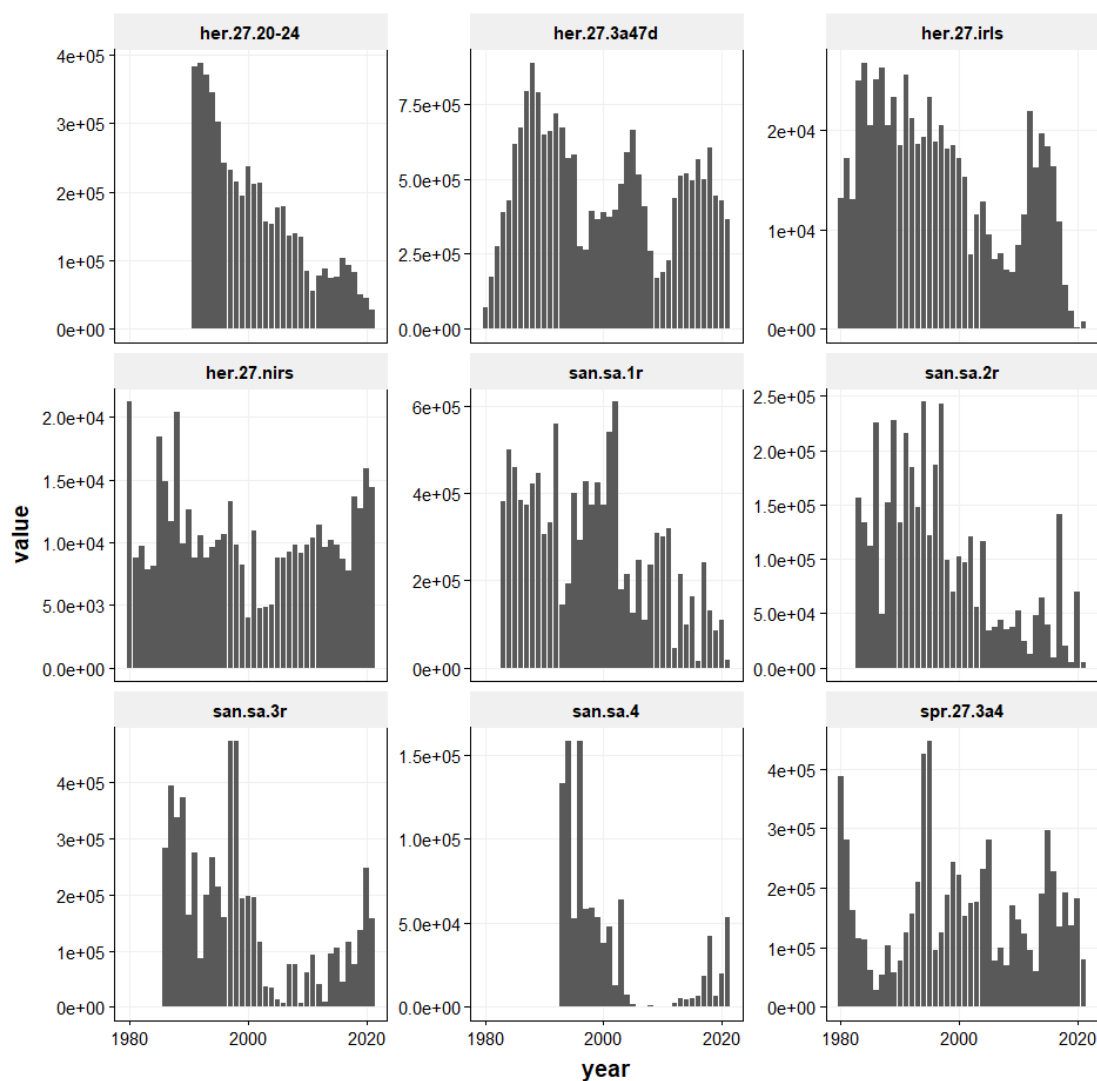 her.27.20-24
her.27.3a47d
her.27.irls
4e+05
3e+05
2e+05
1e+05
0e+00
7.5e+05
5.0e+05
2.5e+05
0.0e+00
2e+04
1e+04
0e+00
her.27.nirs
san.sa.1r
san.sa.2r
2.0e+04
1.5e+04
1.0e+04
5.0e+03
0.0e+00
6e+05
4e+05
2e+05
0e+00
2.5e+05
2.0e+05
1.5e+05
1.0e+05
5.0e+04
0.0e+00
value
san.sa.3r
san.sa.4
spr.27.3a4
4e+05
3e+05
2e+05
1e+05
0e+00
1.5e+05
1.0e+05
5.0e+04
0.0e+00
4e+05
3e+05
2e+05
1e+05
0e+00
1980 2000 2020
1980 2000 2020
1980 2000 2020
year